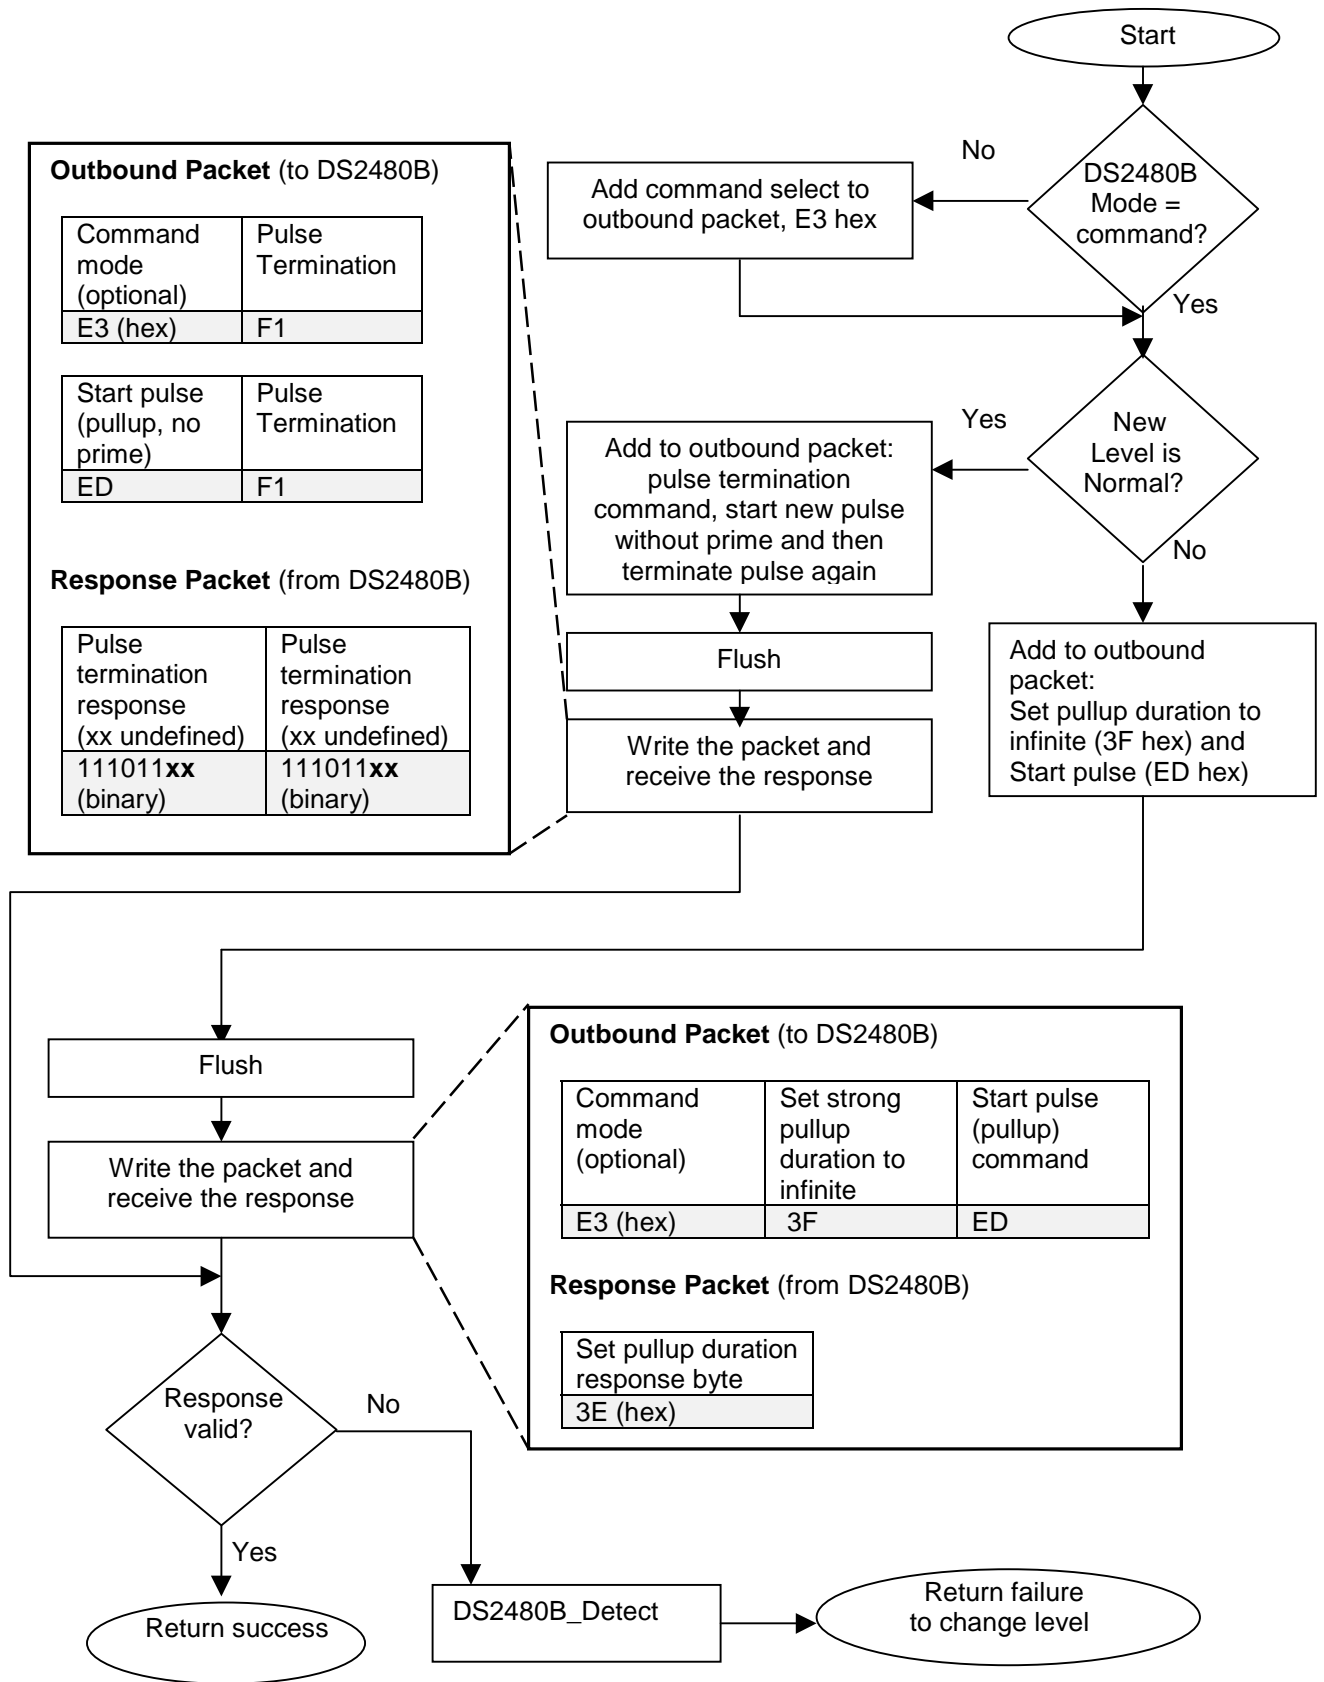 Start
DS2480B
Mode =
command?
No
Yes
Add command select to
outbound packet, E3 hex
New
Level is
Normal?
Yes
No
Add to outbound packet:
pulse termination
command, start new pulse
without prime and then
terminate pulse again
Flush
Write the packet and
receive the response
Add to outbound
packet:
Set pullup duration to
infinite (3F hex) and
Start pulse (ED hex)
Outbound Packet (to DS2480B)
Command
mode
(optional)
Pulse
Termination
E3 (hex)
F1
Start pulse
(pullup, no
prime)
Pulse
Termination
ED
F1
Response Packet (from DS2480B)
Pulse
termination
response
(xx undefined)
Pulse
termination
response
(xx undefined)
111011xx
(binary)
111011xx
(binary)
Flush
Write the packet and
receive the response
Outbound Packet (to DS2480B)
Command
mode
(optional)
Set strong
pullup
duration to
infinite
Start pulse
(pullup)
command
E3 (hex)
3F
ED
Response Packet (from DS2480B)
Set pullup duration
response byte
3E (hex)
Response
valid?
No
Yes
Return success
DS2480B_Detect
Return failure
to change level